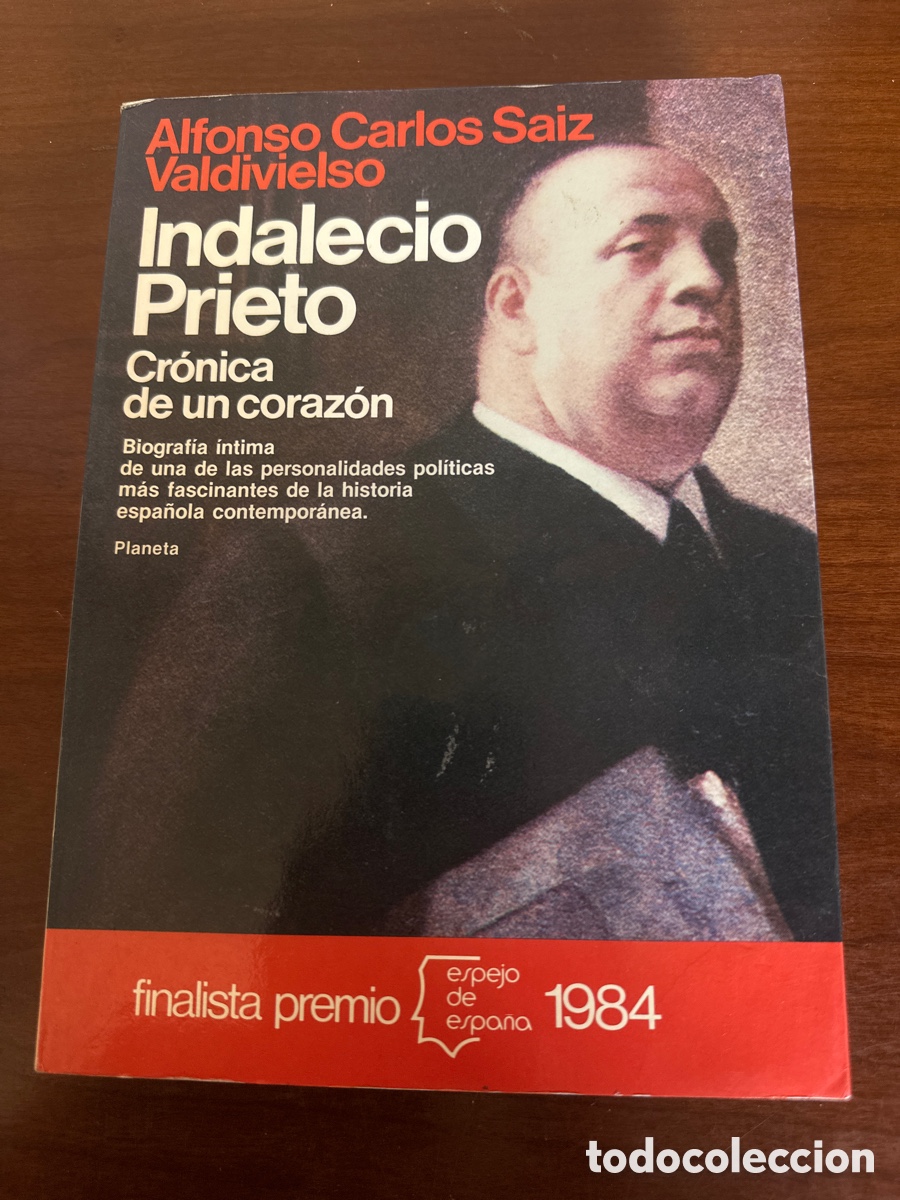 Alfonso Carlos Saiz
Valdivielso
Indalecio
Prieto
Crónica
de un corazón
Biografía íntima
de una de las personalidades políticas
más fascinantes de la historia
española contemporánea.
Planeta
finalista premio espejo de españa 1984
todocoleccion